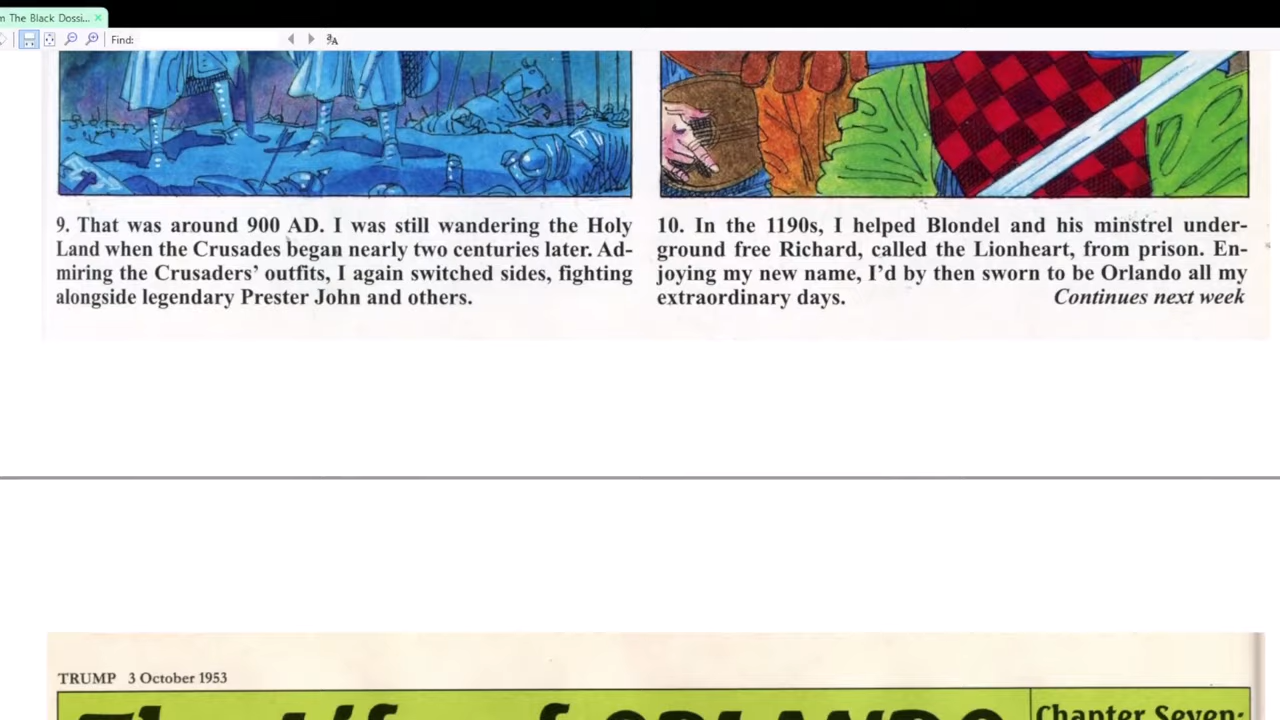 m The Black Dossi...
Find:
9. That was around 900 AD. I was still wandering the Holy
Land when the Crusades began nearly two centuries later. Ad-
miring the Crusaders’ outfits, I again switched sides, fighting
alongside legendary Prester John and others.
10. In the 1190s, I helped Blondel and his minstrel under-
ground free Richard, called the Lionheart, from prison. En-
joying my new name, I’d by then sworn to be Orlando all my
extraordinary days. Continues next week
TRUMP 3 October 1953
The Life of ORLANDO
Chapter Seven: